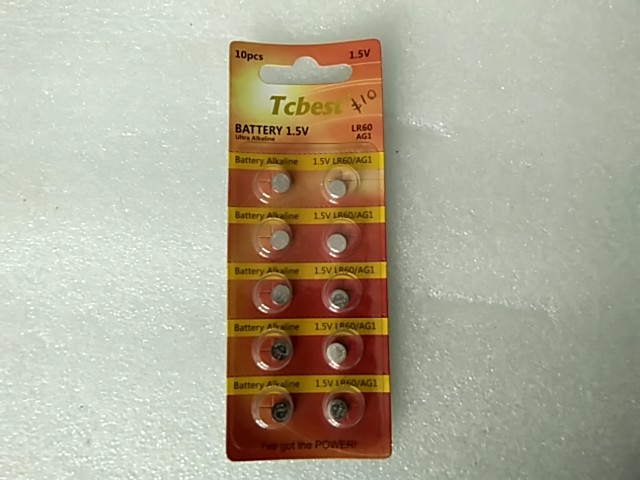 10pcs 1.5V
Tcbest
BATTERY 1.5V LR60
Ultra Alkaline AG1
Battery Alkaline 1.5V LR60/AG1
Battery Alkaline 1.5V LR60/AG1
Battery Alkaline 1.5V LR60/AG1
Battery Alkaline 1.5V LR60/AG1
Battery Alkaline 1.5V LR60/AG1
I've got the POWER!